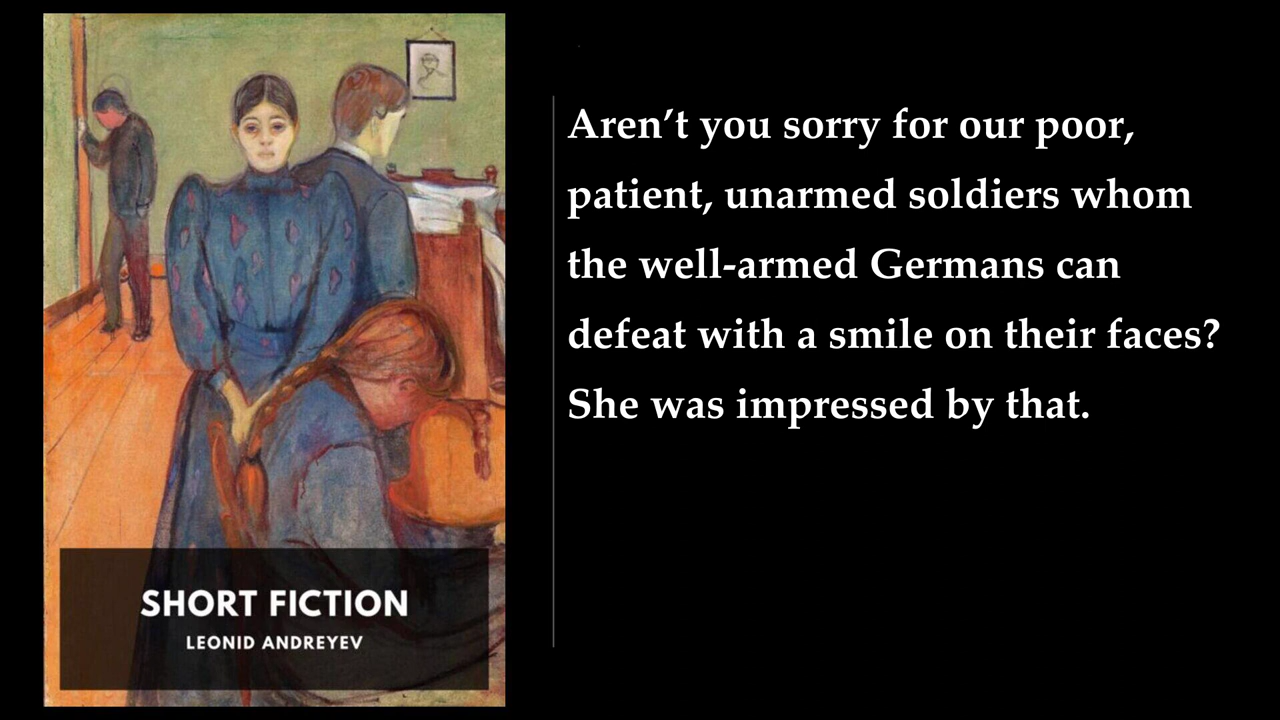 SHORT FICTION
LEONID ANDREYEV
Aren’t you sorry for our poor,
patient, unarmed soldiers whom
the well-armed Germans can
defeat with a smile on their faces?
She was impressed by that.